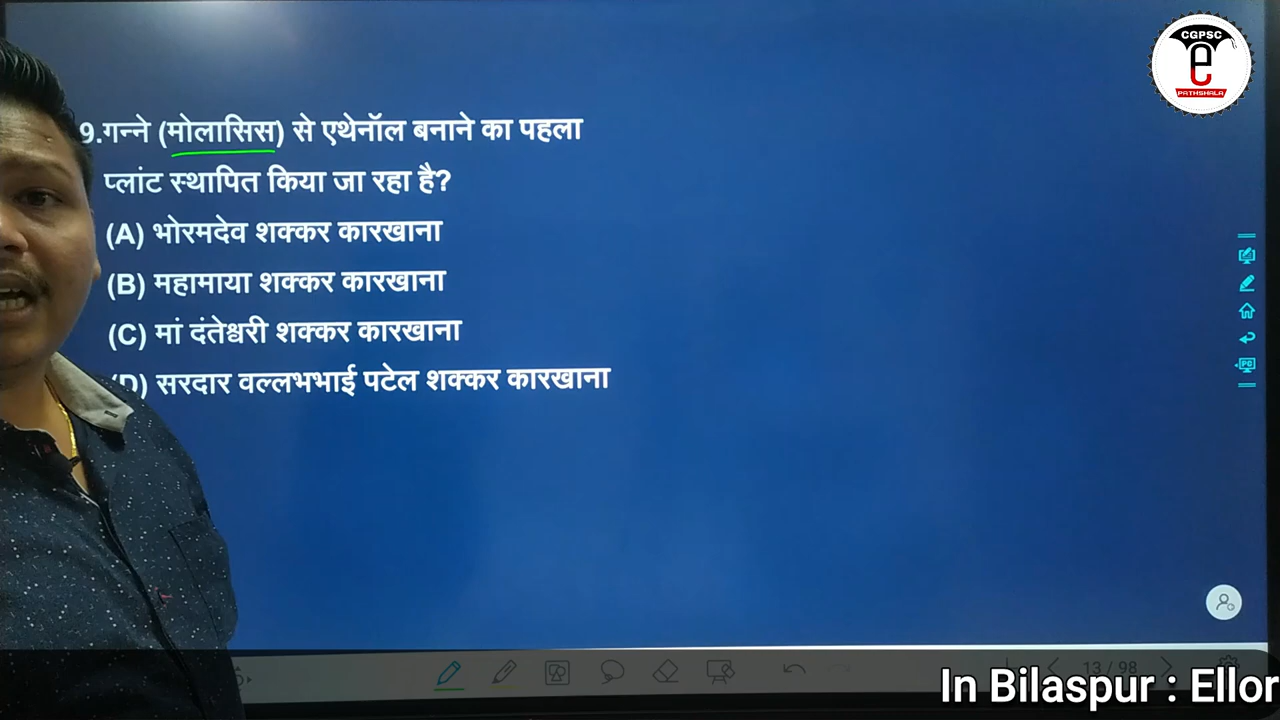 CGPSC
e
PATHSHALA
9.गन्ने (मोलासिस) से एथेनॉल बनाने का पहला
प्लांट स्थापित किया जा रहा है?
(A) भोरमदेव शक्कर कारखाना
(B) महामाया शक्कर कारखाना
(C) मां दंतेश्वरी शक्कर कारखाना
(D) सरदार वल्लभभाई पटेल शक्कर कारखाना
PC
13 / 98
In Bilaspur : Ellor